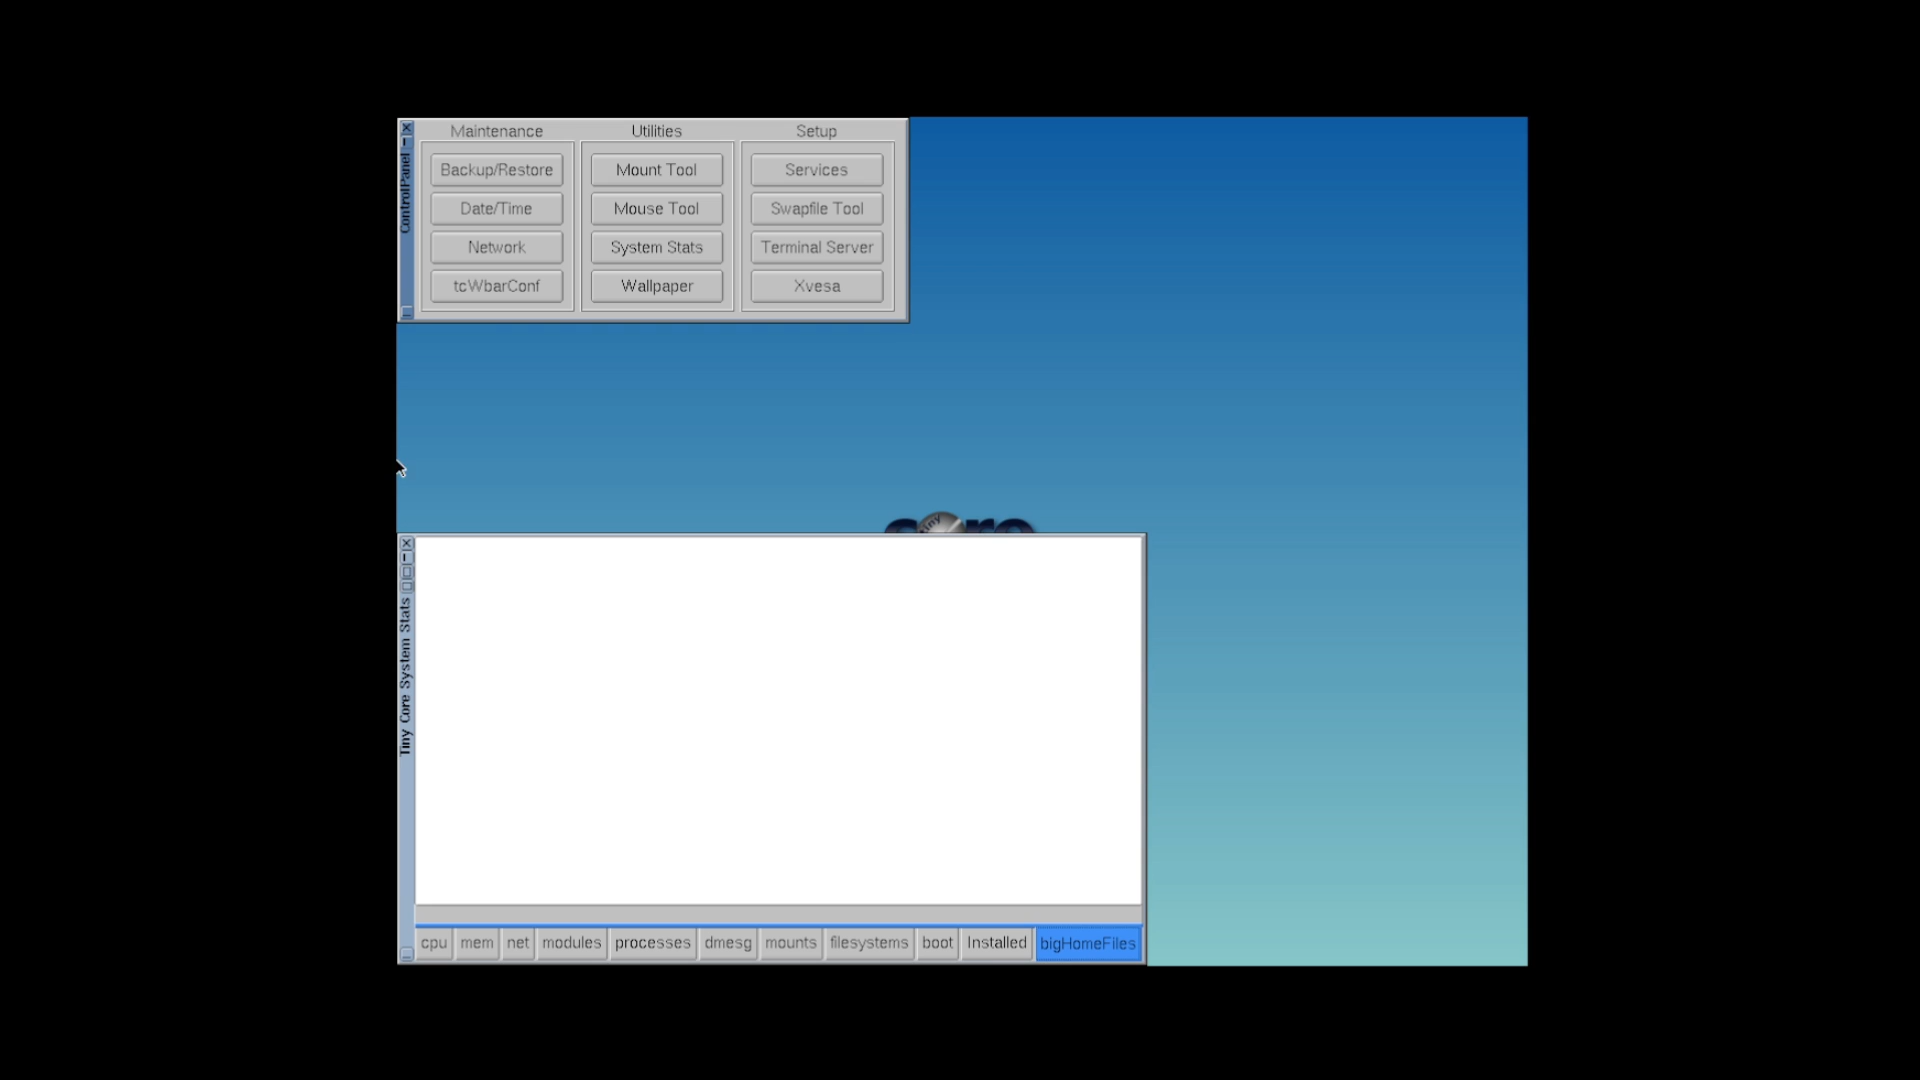 Maintenance Utilities Setup
ControlPanel
Backup/Restore Mount Tool Services
Date/Time Mouse Tool Swapfile Tool
Network System Stats Terminal Server
tcWbarConf Wallpaper Xvesa
tiny
Tiny Core System Stats
cpu mem net modules processes dmesg mounts filesystems boot Installed bigHomeFiles